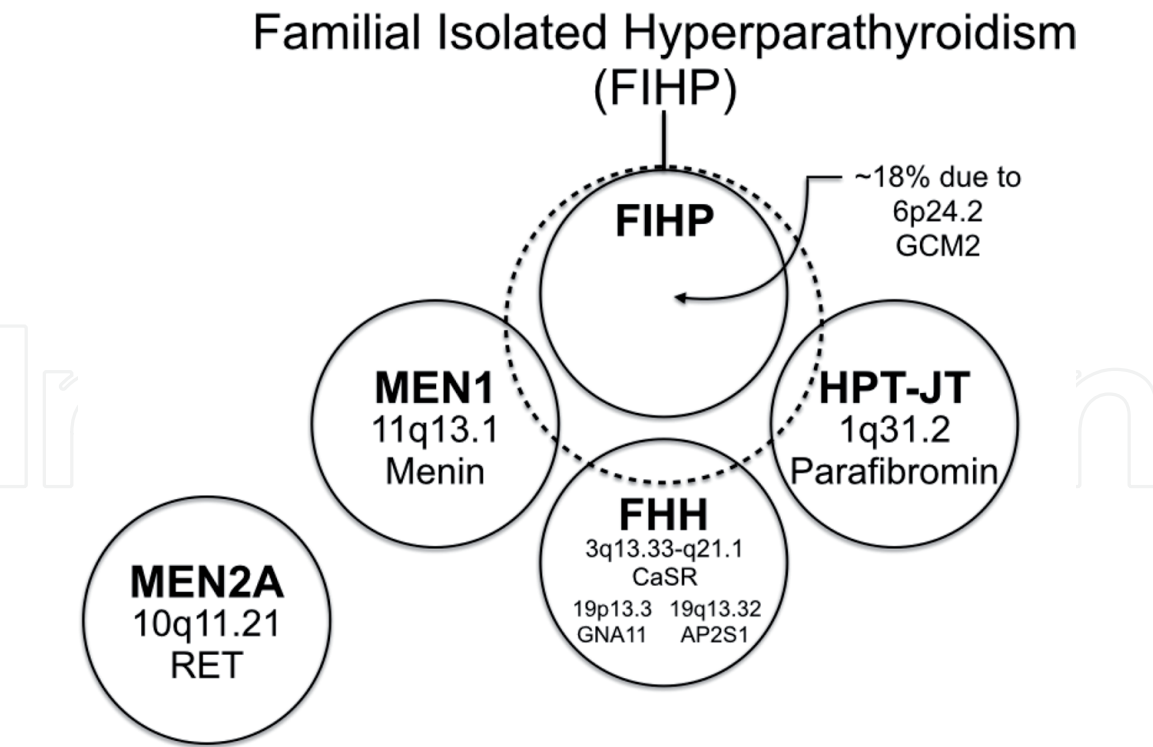 Familial Isolated Hyperparathyroidism
(FIHP)
~18% due to
6p24.2
GCM2
FIHP
MEN1
11q13.1
Menin
HPT-JT
1q31.2
Parafibromin
FHH
3q13.33-q21.1
CaSR
19p13.3 19q13.32
GNA11 AP2S1
MEN2A
10q11.21
RET